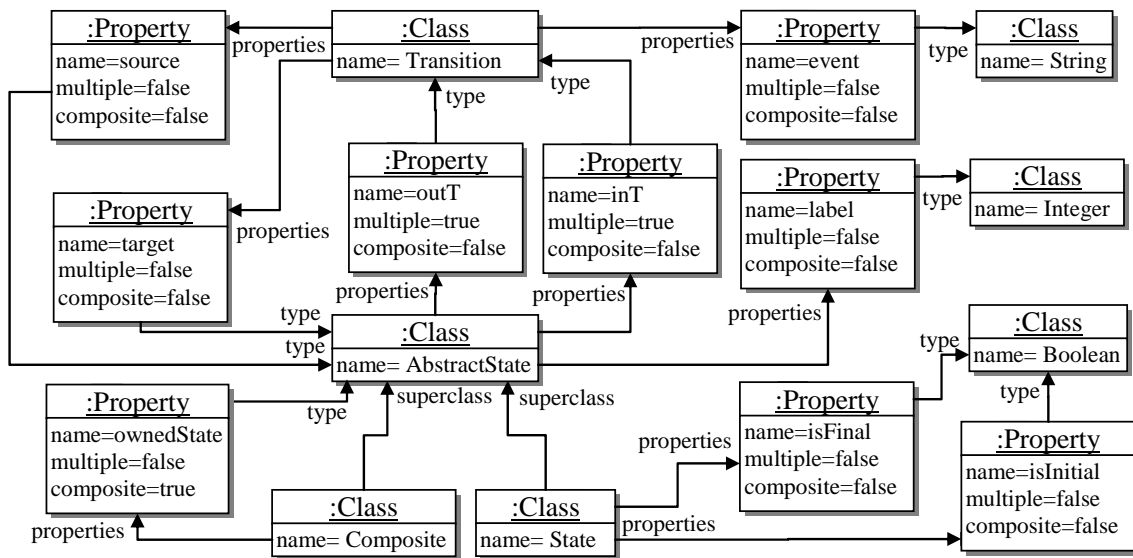 :Property
name=source
multiple=false
composite=false
properties
:Class
name= Transition
properties
:Property
name=event
multiple=false
composite=false
type
:Class
name= String
type
type
:Property
name=target
multiple=false
composite=false
properties
:Property
name=outT
multiple=true
composite=false
:Property
name=inT
multiple=true
composite=false
:Property
name=label
multiple=false
composite=false
type
:Class
name= Integer
properties
properties
properties
type
type
:Class
name= AbstractState
:Class
name= Boolean
type
type
:Property
name=ownedState
multiple=false
composite=true
type
superclass
superclass
:Property
name=isFinal
multiple=false
composite=false
properties
:Property
name=isInitial
multiple=false
composite=false
properties
:Class
name= Composite
:Class
name= State
properties